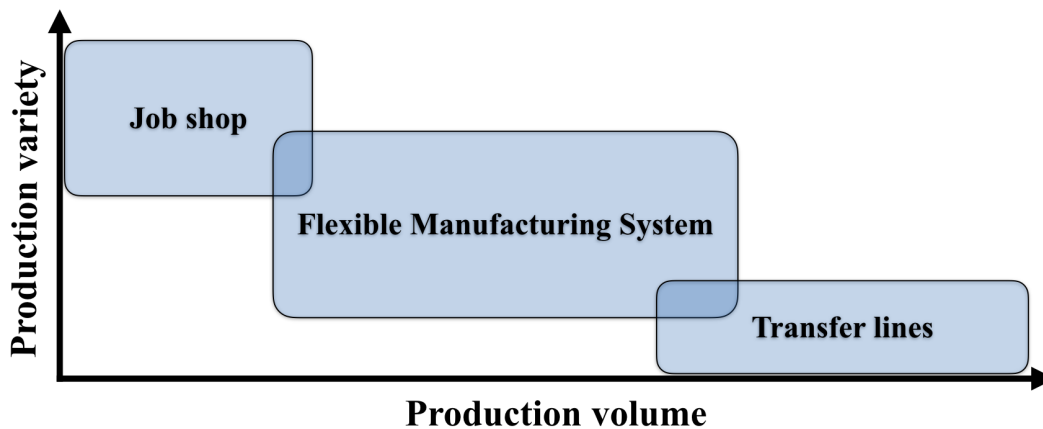 Production variety
Job shop
Flexible Manufacturing System
Transfer lines
Production volume